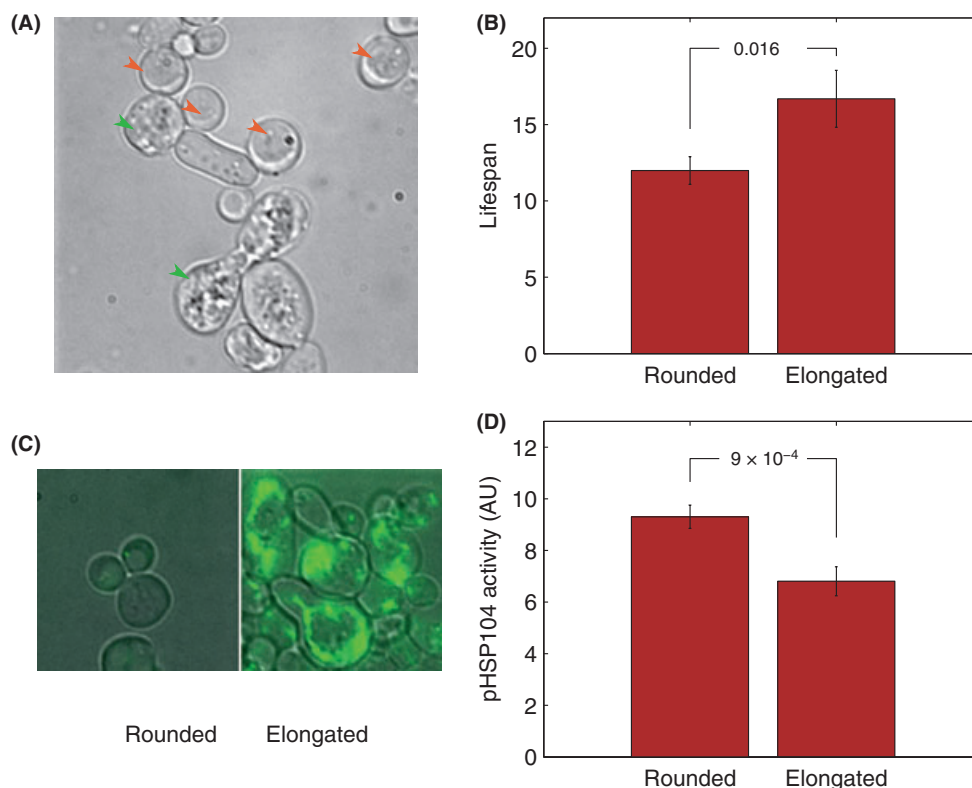 (A)
(B)
Lifespan
20
15
10
5
0
0.016
Rounded Elongated
(C)
Rounded Elongated
(D)
pHSP104 activity (AU)
12
10
8
6
4
2
0
9 × 10⁻⁴
Rounded Elongated